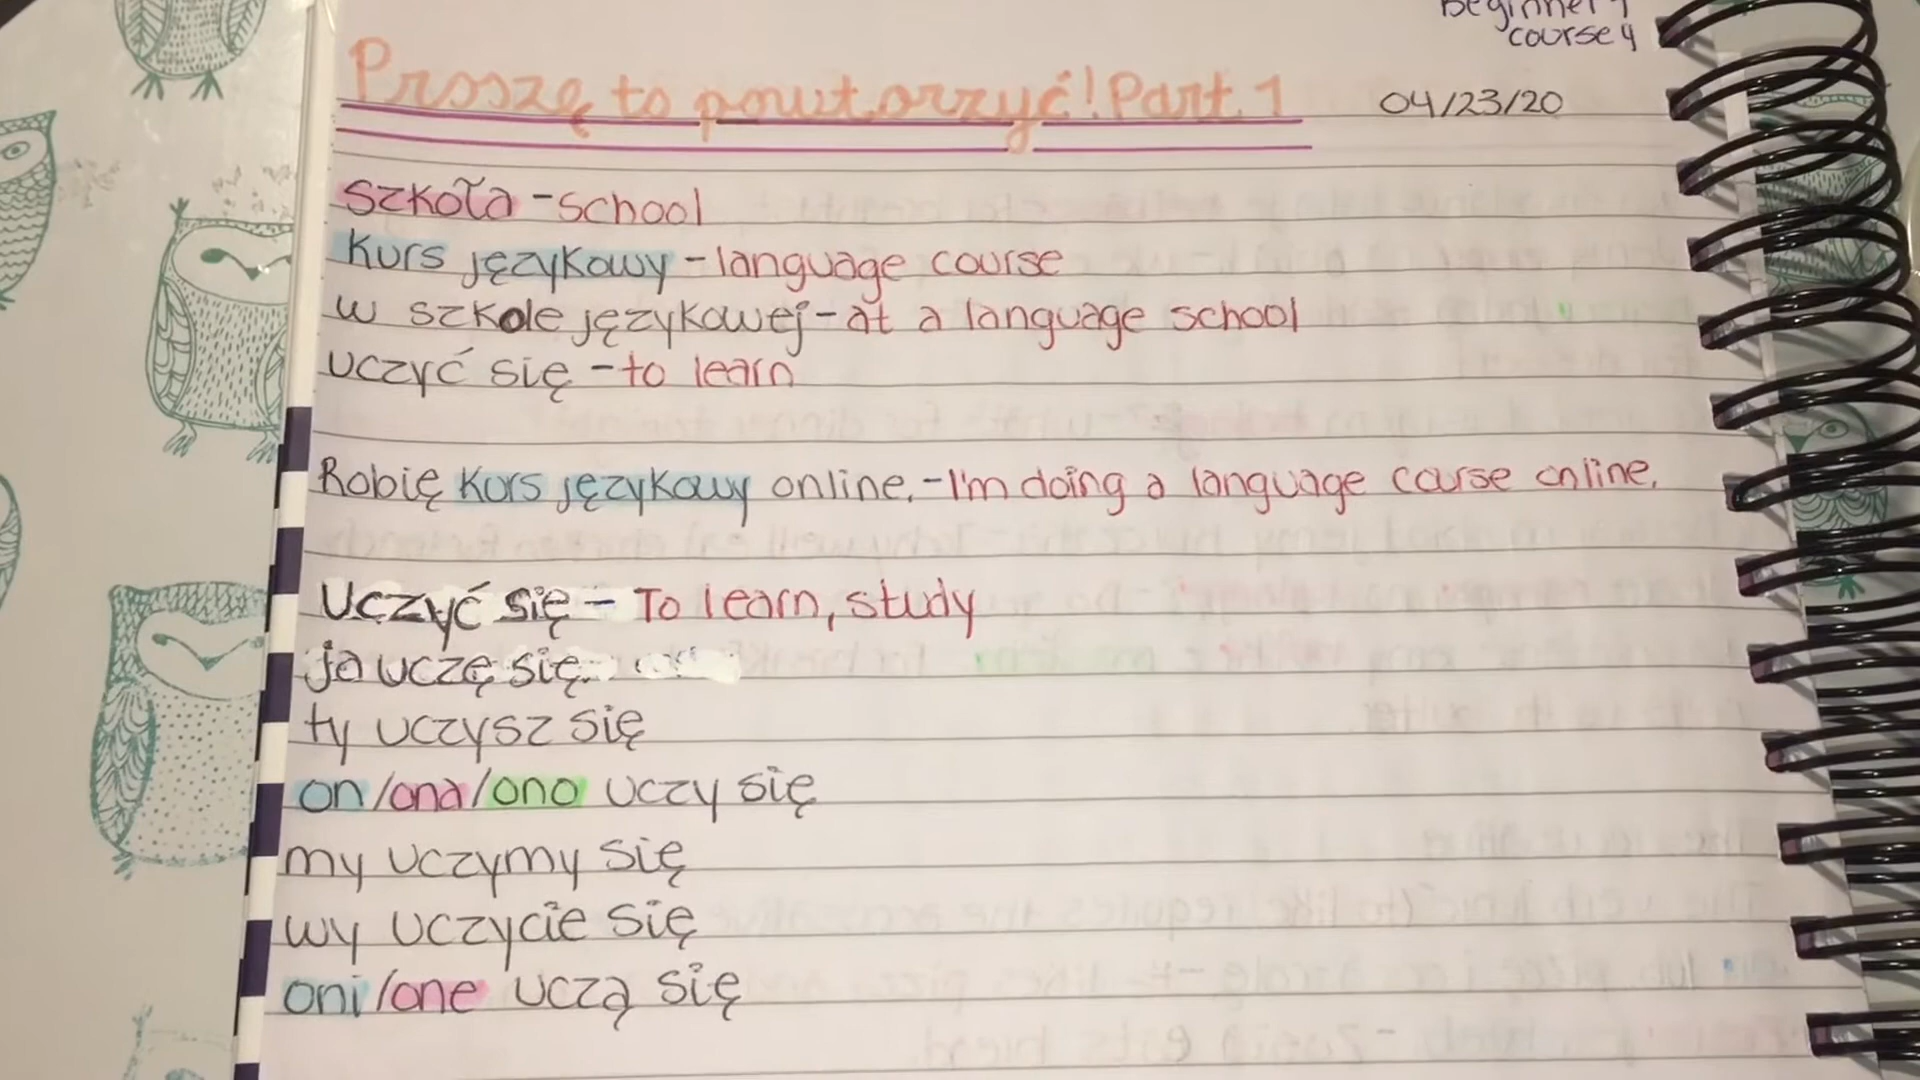 Beginner 1
course 4
Proszę to powtorzyć! Part 1
04/23/20
szkoła - school
Kurs językowy - language course
w szkole językowej - at a language school
uczyć się - to learn
Robię kurs językowy online. - I'm doing a language course online.
Uczyć się - To learn, study
ja uczę się
ty uczysz się
on/ona/ono uczy się
my uczymy się
wy uczycie się
oni/one uczą się